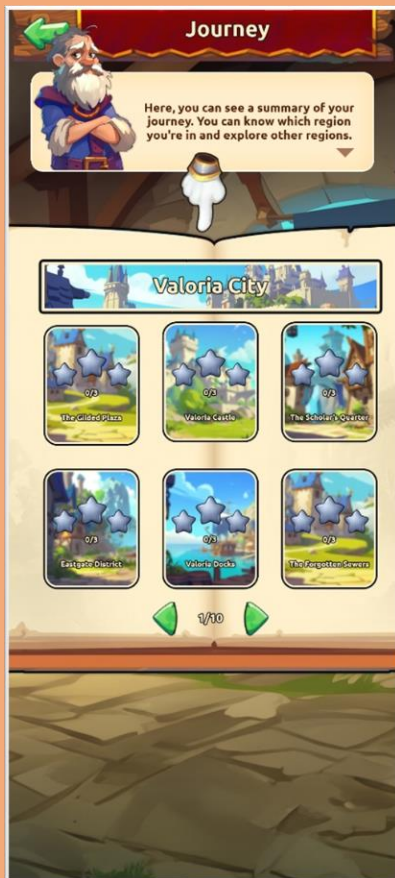 Journey
Here, you can see a summary of your
journey. You can know which region
you're in and explore other regions.
Valoria City
0/3
The Gilded Plaza
0/3
Valoria Castle
0/3
The Scholar's Quarter
0/3
Eastgate District
0/3
Valoria Docks
0/3
The Forgotten Sewers
1/10